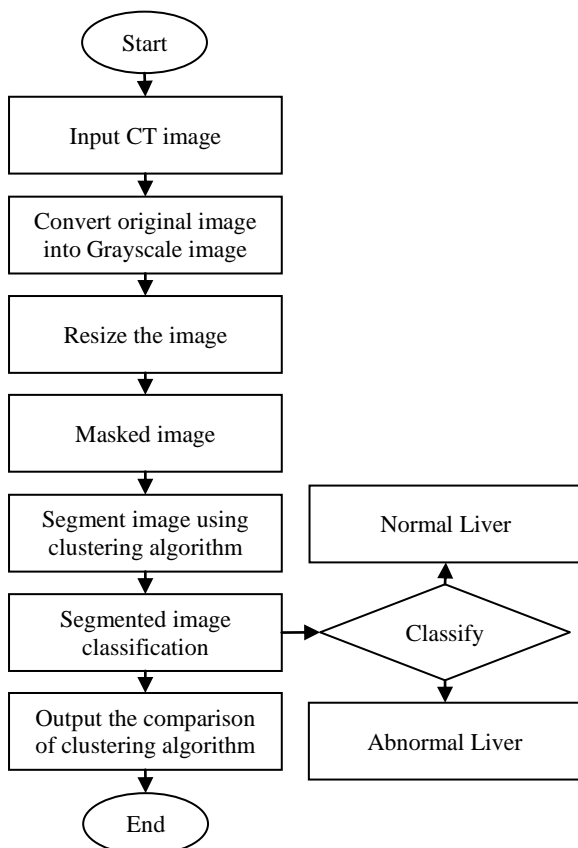 Start
Input CT image
Convert original image
into Grayscale image
Resize the image
Masked image
Segment image using
clustering algorithm
Normal Liver
Segmented image
classification
Classify
Output the comparison
of clustering algorithm
Abnormal Liver
End